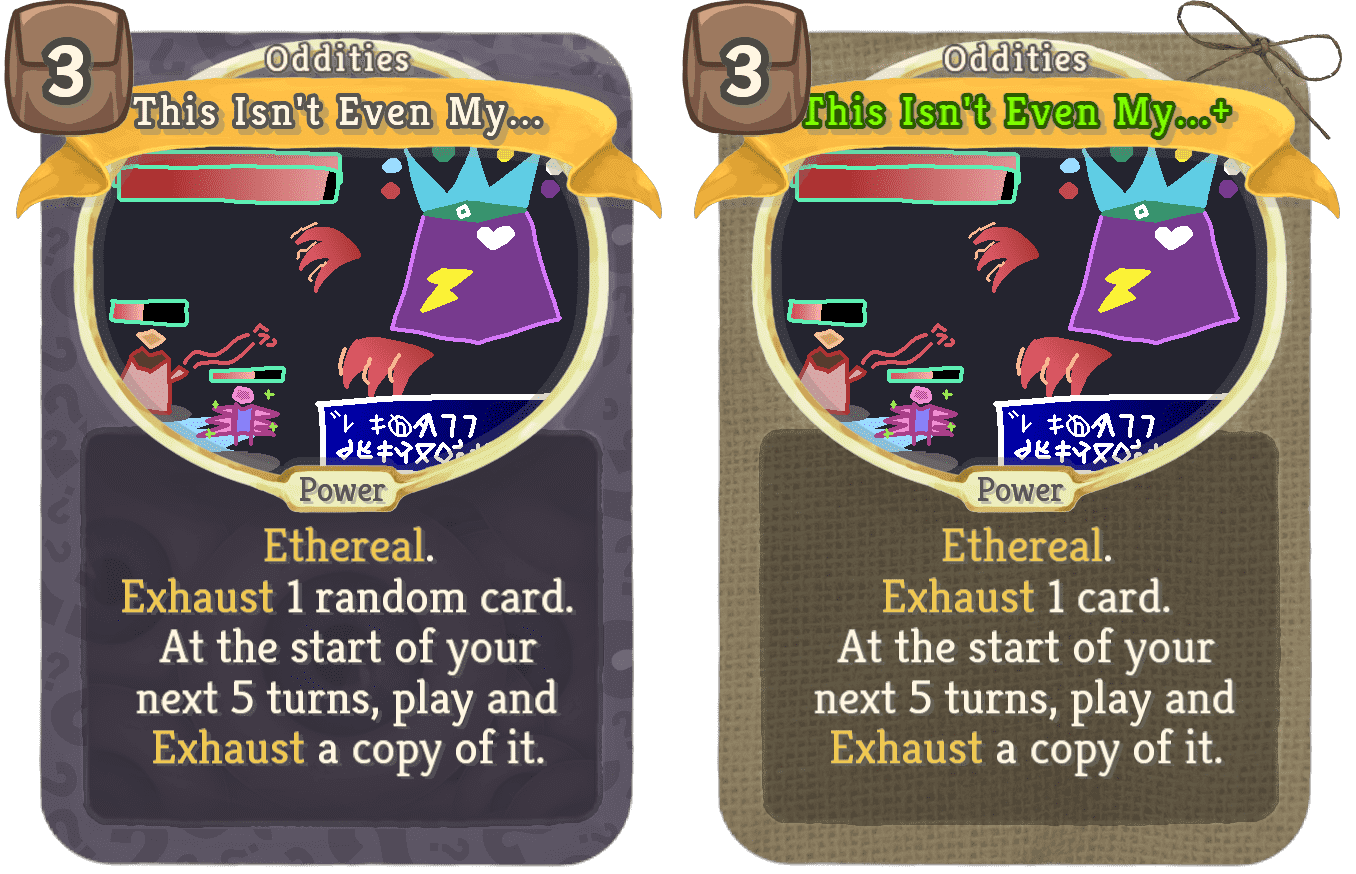 3
Oddities
This Isn't Even My...
Power
Ethereal.
Exhaust 1 random card.
At the start of your
next 5 turns, play and
Exhaust a copy of it.
3
Oddities
This Isn't Even My...+
Power
Ethereal.
Exhaust 1 card.
At the start of your
next 5 turns, play and
Exhaust a copy of it.